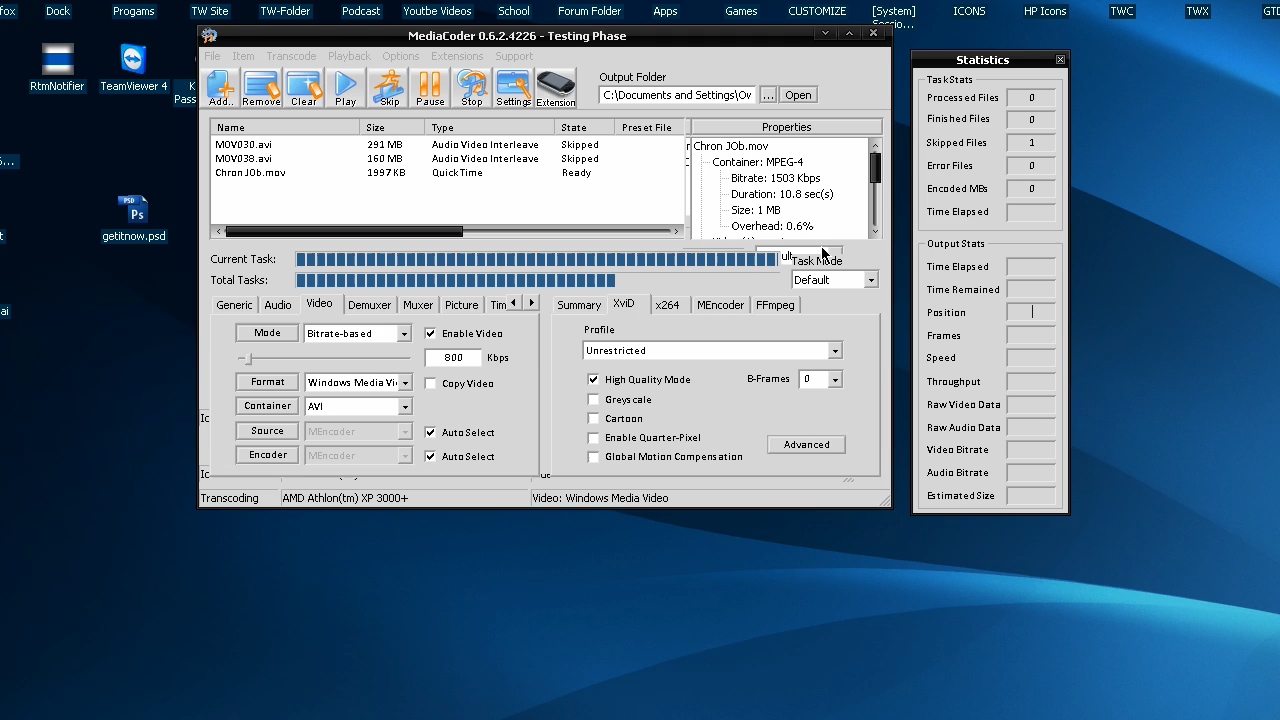 fox
Dock
Progams
TW Site
TW-Folder
Podcast
Youtbe Videos
School
Forum Folder
Apps
Games
CUSTOMIZE
[System]
Sessio...
ICONS
HP Icons
TWC
TWX
GTD
RtmNotifier
TeamViewer 4
K
Pass
6...
Ps
PSD
getitnow.psd
t
ai
MediaCoder 0.6.2.4226 - Testing Phase
File Item Transcode Playback Options Extensions Support
Add.. Remove Clear Play Skip Pause Stop Settings Extension
Output Folder
C:\Documents and Settings\Ow
... Open
Name Size Type State Preset File
MOV030.avi 291 MB Audio Video Interleave Skipped
MOV038.avi 160 MB Audio Video Interleave Skipped
Chron JOb.mov 1997 KB QuickTime Ready
Properties
Chron JOb.mov
Container: MPEG-4
Bitrate: 1503 Kbps
Duration: 10.8 sec(s)
Size: 1 MB
Overhead: 0.6%
Current Task:
Total Tasks:
Task Mode
Default
Generic Audio Video Demuxer Muxer Picture Tim
Mode Bitrate-based Enable Video
800 Kbps
Format Windows Media Vi Copy Video
Container AVI
Source MEncoder Auto Select
Encoder MEncoder Auto Select
Summary XviD x264 MEncoder FFmpeg
Profile
Unrestricted
High Quality Mode B-Frames 0
Greyscale
Cartoon
Enable Quarter-Pixel Advanced
Global Motion Compensation
Transcoding AMD Athlon(tm) XP 3000+ Video: Windows Media Video
Statistics
Task Stats
Processed Files 0
Finished Files 0
Skipped Files 1
Error Files 0
Encoded MBs 0
Time Elapsed
Output Stats
Time Elapsed
Time Remained
Position
Frames
Speed
Throughput
Raw Video Data
Raw Audio Data
Video Bitrate
Audio Bitrate
Estimated Size